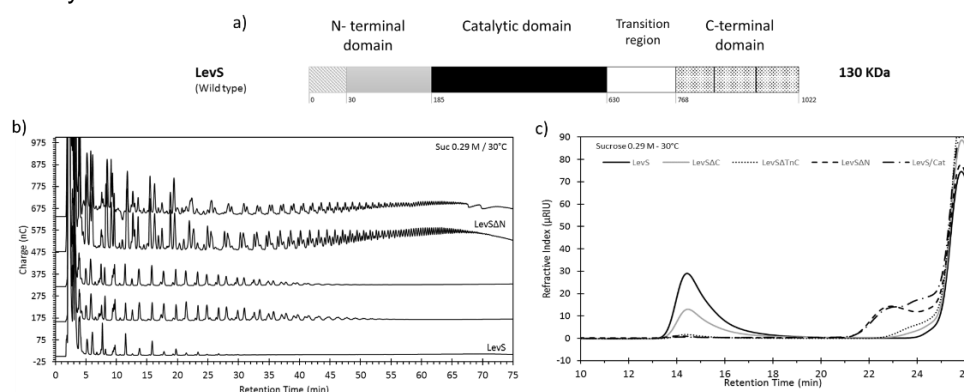 a)
N- terminal
domain
Catalytic domain
Transition
region
C-terminal
domain
LevS
(Wild type)
130 KDa
0 30 185 630 768 1022
b)
Suc 0.29 M / 30°C
LevSΔN
LevS
Charge (nC)
975
875
775
675
575
475
375
275
175
75
-25
0 5 10 15 20 25 30 35 40 45 50 55 60 65 70 75
Retention Time (min)
c)
Sucrose 0.29 M - 30°C
LevS LevSΔC LevSΔTnC LevSΔN LevS/Cat
Refractive Index (µRIU)
90
80
70
60
50
40
30
20
10
0
-10
10 12 14 16 18 20 22 24 26
Retention Time (min)